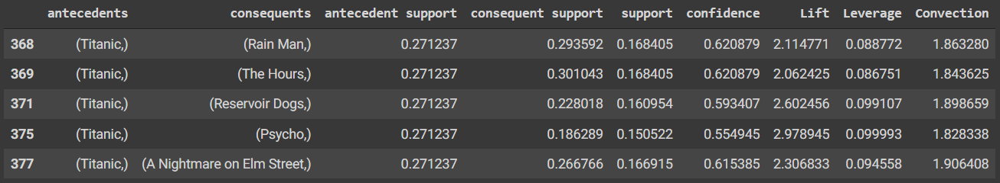 antecedents consequents antecedent support consequent support support confidence Lift Leverage Convection
368 (Titanic,) (Rain Man,) 0.271237 0.293592 0.168405 0.620879 2.114771 0.088772 1.863280
369 (Titanic,) (The Hours,) 0.271237 0.301043 0.168405 0.620879 2.062425 0.086751 1.843625
371 (Titanic,) (Reservoir Dogs,) 0.271237 0.228018 0.160954 0.593407 2.602456 0.099107 1.898659
375 (Titanic,) (Psycho,) 0.271237 0.186289 0.150522 0.554945 2.978945 0.099993 1.828338
377 (Titanic,) (A Nightmare on Elm Street,) 0.271237 0.266766 0.166915 0.615385 2.306833 0.094558 1.906408